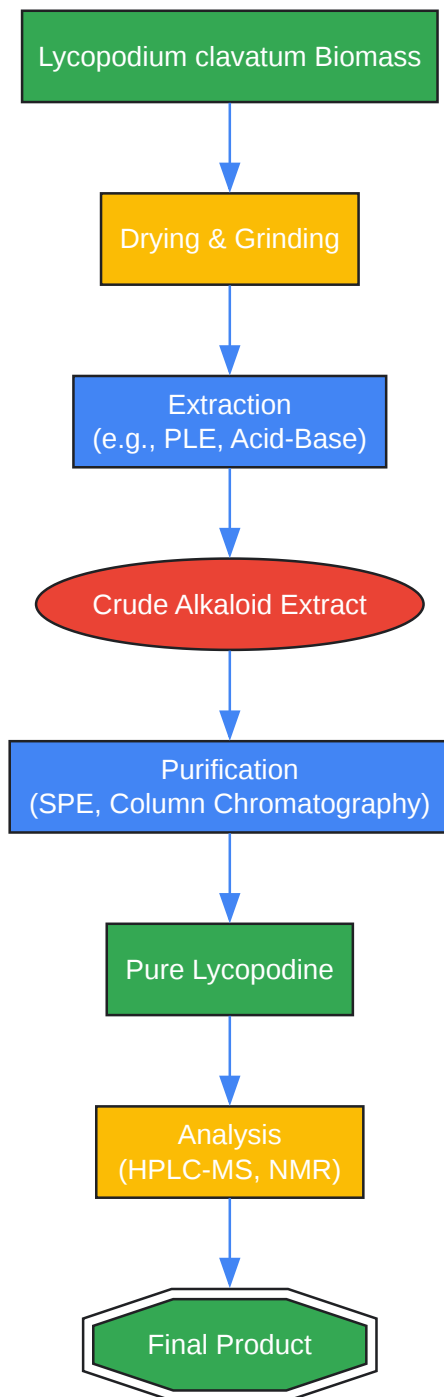 Lycopodium clavatum Biomass
Drying & Grinding
Extraction
(e.g., PLE, Acid-Base)
Crude Alkaloid Extract
Purification
(SPE, Column Chromatography)
Pure Lycopodine
Analysis
(HPLC-MS, NMR)
Final Product